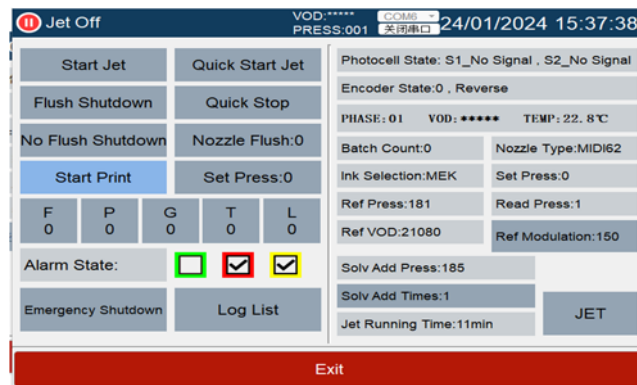 Jet Off
VOD:*****
PRESS:001
COM6
关闭串口
24/01/2024 15:37:38
Start Jet
Quick Start Jet
Flush Shutdown
Quick Stop
No Flush Shutdown
Nozzle Flush:0
Start Print
Set Press:0
F P G T L
0 0 0 0 0
Alarm State:
Emergency Shutdown
Log List
Photocell State: S1_No Signal , S2_No Signal
Encoder State:0 , Reverse
PHASE:01 VOD:***** TEMP:22.8℃
Batch Count:0
Nozzle Type:MIDI62
Ink Selection:MEK
Set Press:0
Ref Press:181
Read Press:1
Ref VOD:21080
Ref Modulation:150
Solv Add Press:185
Solv Add Times:1
Jet Running Time:11min
JET
Exit